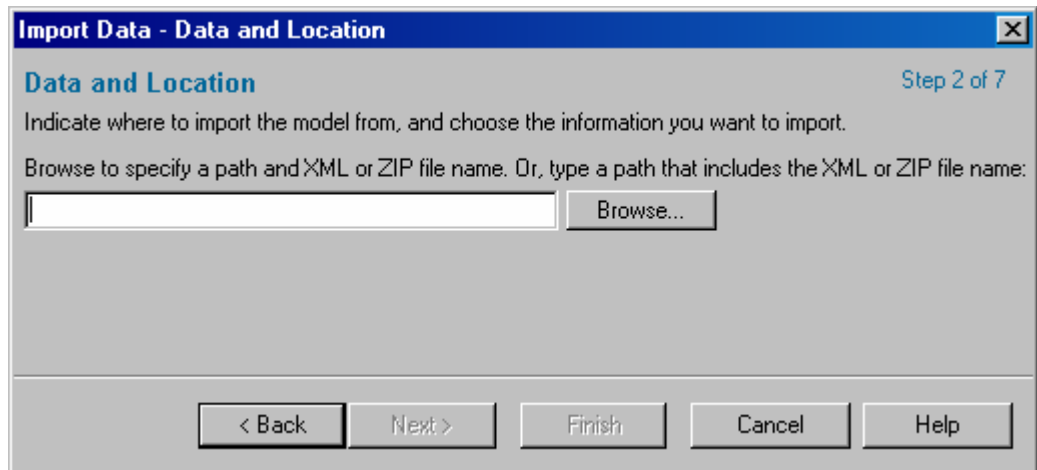 Import Data - Data and Location
Data and Location
Step 2 of 7
Indicate where to import the model from, and choose the information you want to import.
Browse to specify a path and XML or ZIP file name. Or, type a path that includes the XML or ZIP file name:
Browse...
< Back
Next >
Finish
Cancel
Help